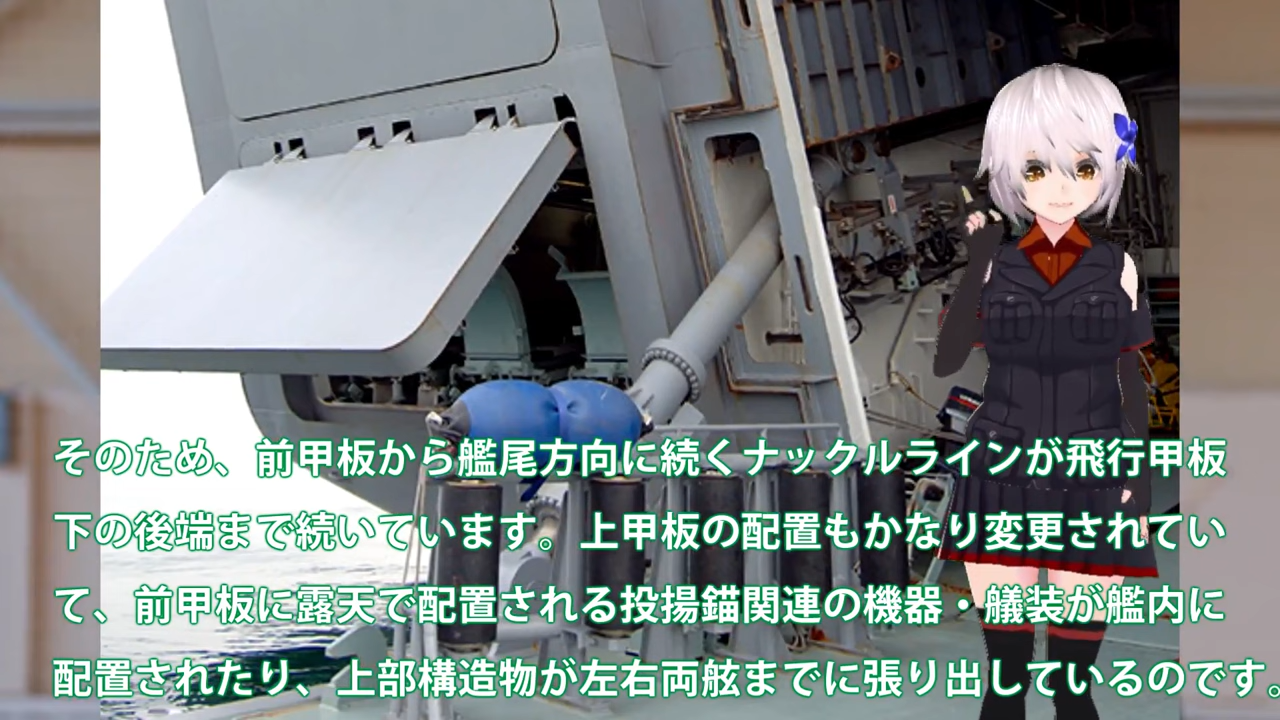 そのため、前甲板から艦尾方向に続くナックルラインが飛行甲板
下の後端まで続いています。上甲板の配置もかなり変更されてい
て、前甲板に露天で配置される投揚錨関連の機器・艤装が艦内に
配置されたり、上部構造物が左右両舷までに張り出しているのです。